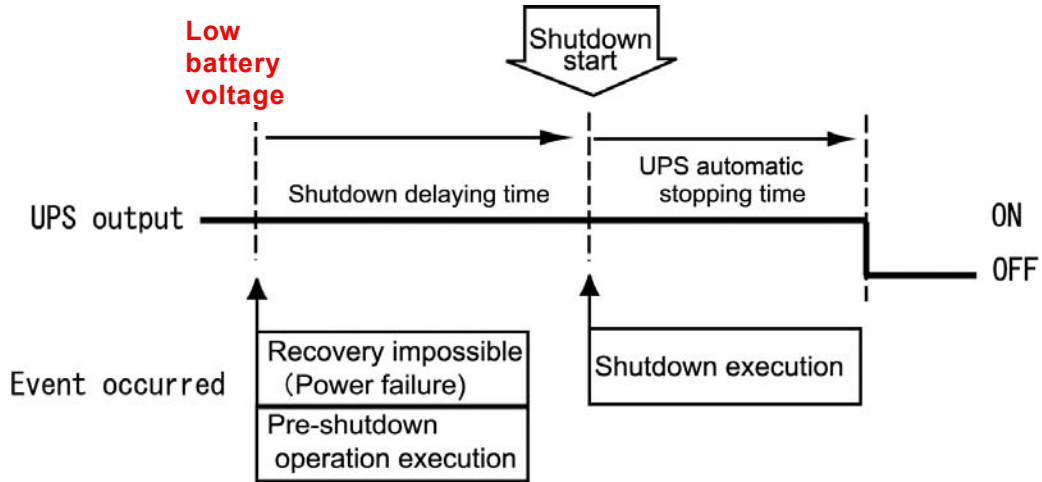 Low
battery
voltage
Shutdown
start
Shutdown delaying time
UPS automatic
stopping time
UPS output
ON
OFF
Event occurred
Recovery impossible
(Power failure)
Pre-shutdown
operation execution
Shutdown execution